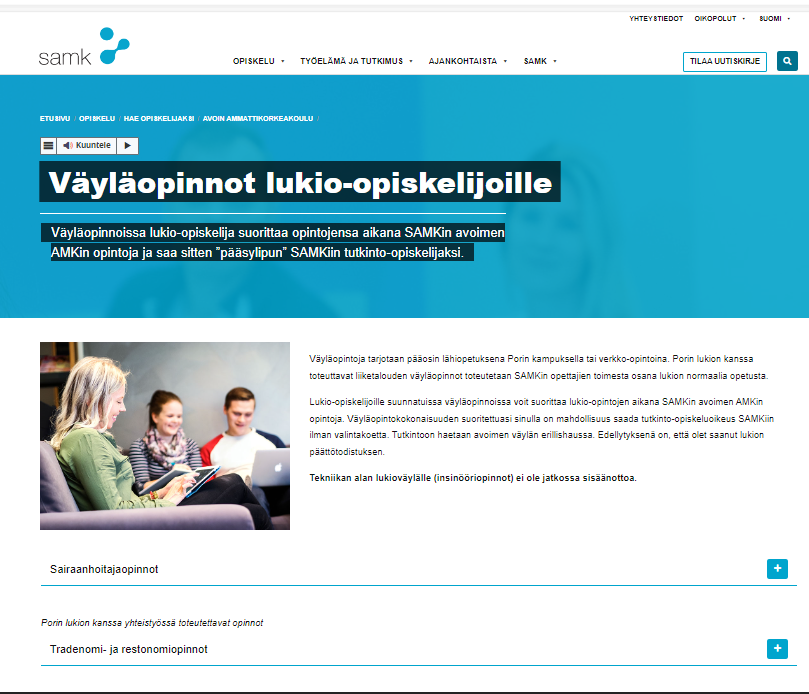 YHTEYSTIEDOT OIKOPOLUT SUOMI
samk
OPISKELU TYÖELÄMÄ JA TUTKIMUS AJANKOHTAISTA SAMK TILAA UUTISKIRJE
ETUSIVU / OPISKELU / HAE OPISKELIJAKSI / AVOIN AMMATTIKORKEAKOULU /
Kuuntele
Väyläopinnot lukio-opiskelijoille
Väyläopinnoissa lukio-opiskelija suorittaa opintojensa aikana SAMKin avoimen
AMKin opintoja ja saa sitten ”pääsylipun” SAMKiin tutkinto-opiskelijaksi.
Väyläopintoja tarjotaan pääosin lähiopetuksena Porin kampuksella tai verkko-opintoina. Porin lukion kanssa
toteuttavat liiketalouden väyläopinnot toteutetaan SAMKin opettajien toimesta osana lukion normaalia opetusta.
Lukio-opiskelijoille suunnatuissa väyläopinnoissa voit suorittaa lukio-opintojen aikana SAMKin avoimen AMKin
opintoja. Väyläopintokokonaisuuden suoritettuasi sinulla on mahdollisuus saada tutkinto-opiskeluoikeus SAMKiin
ilman valintakoetta. Tutkintoon haetaan avoimen väylän erillishaussa. Edellytyksenä on, että olet saanut lukion
päättötodistuksen.
Tekniikan alan lukioväylälle (insinööriopinnot) ei ole jatkossa sisäänottoa.
Sairaanhoitajaopinnot +
Porin lukion kanssa yhteistyössä toteutettavat opinnot
Tradenomi- ja restonomiopinnot +